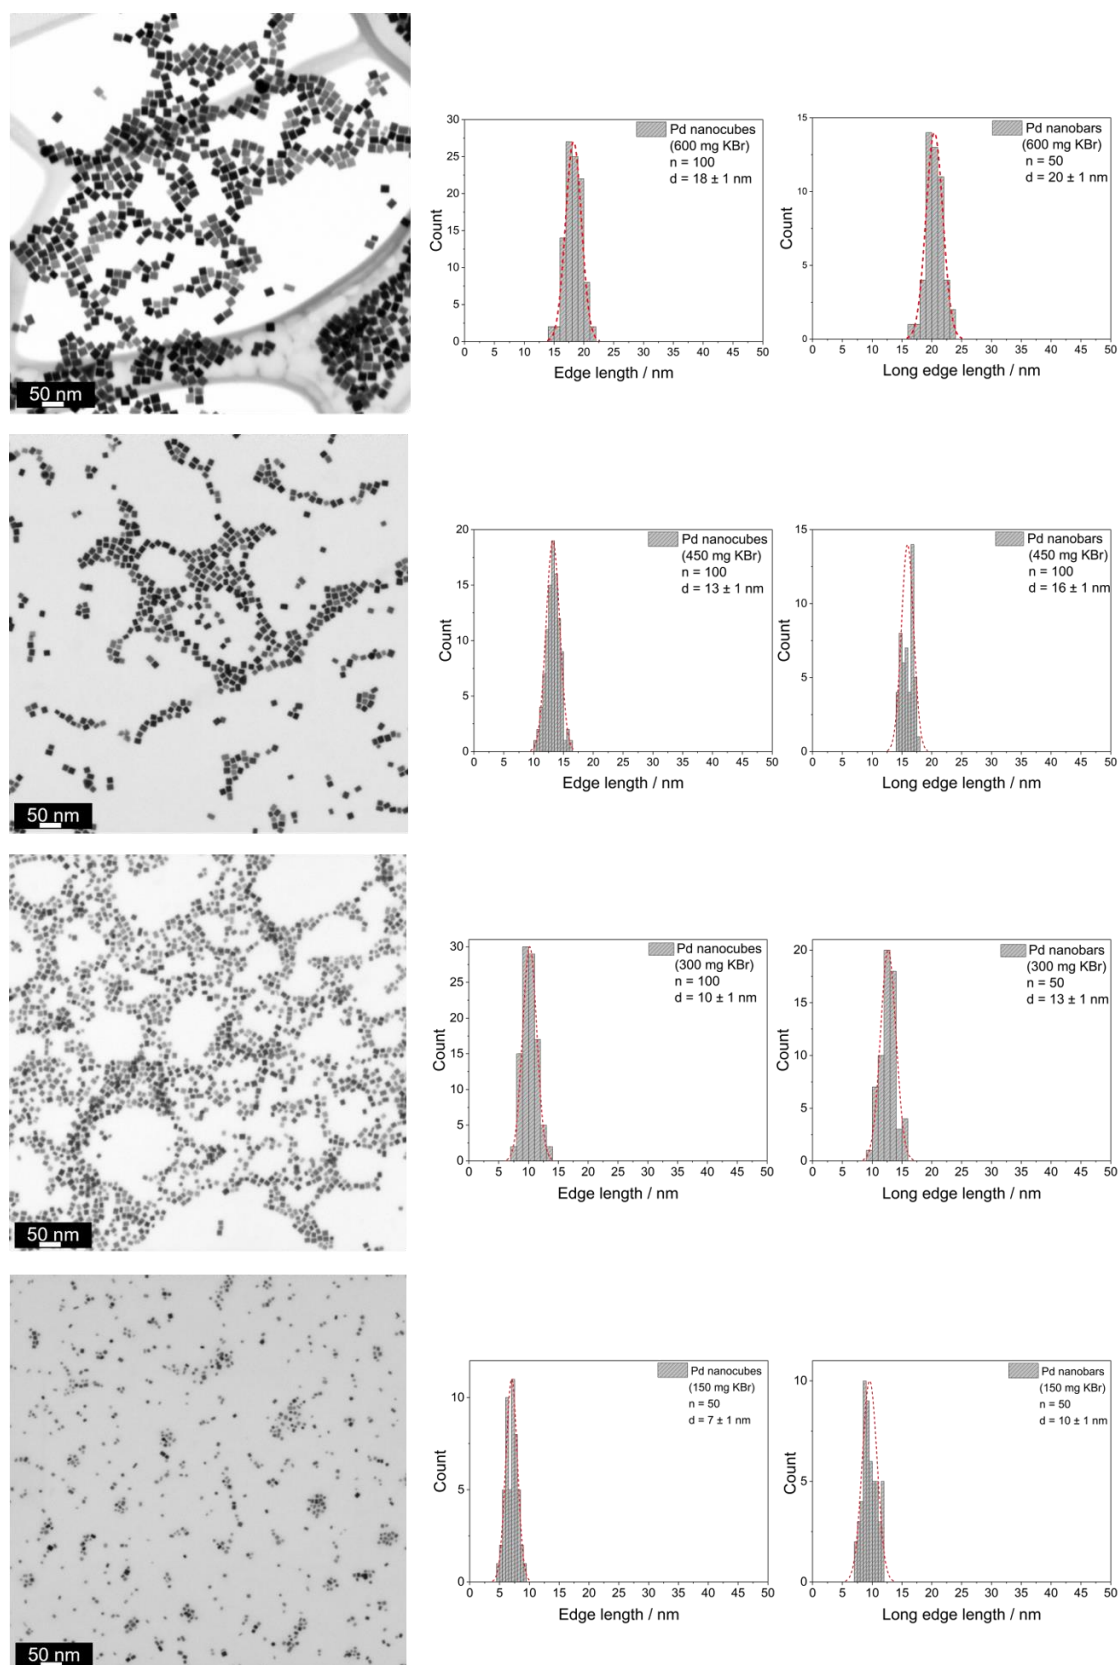 50 nm
30
25
20
15
10
5
0
Count
Pd nanocubes
(600 mg KBr)
n = 100
d = 18 ± 1 nm
0 5 10 15 20 25 30 35 40 45 50
Edge length / nm
15
10
5
0
Count
Pd nanobars
(600 mg KBr)
n = 50
d = 20 ± 1 nm
0 5 10 15 20 25 30 35 40 45 50
Long edge length / nm
50 nm
20
15
10
5
0
Count
Pd nanocubes
(450 mg KBr)
n = 100
d = 13 ± 1 nm
0 5 10 15 20 25 30 35 40 45 50
Edge length / nm
15
10
5
0
Count
Pd nanobars
(450 mg KBr)
n = 100
d = 16 ± 1 nm
0 5 10 15 20 25 30 35 40 45 50
Long edge length / nm
50 nm
30
25
20
15
10
5
0
Count
Pd nanocubes
(300 mg KBr)
n = 100
d = 10 ± 1 nm
0 5 10 15 20 25 30 35 40 45 50
Edge length / nm
20
15
10
5
0
Count
Pd nanobars
(300 mg KBr)
n = 50
d = 13 ± 1 nm
0 5 10 15 20 25 30 35 40 45 50
Long edge length / nm
50 nm
10
5
0
Count
Pd nanocubes
(150 mg KBr)
n = 50
d = 7 ± 1 nm
0 5 10 15 20 25 30 35 40 45 50
Edge length / nm
10
5
0
Count
Pd nanobars
(150 mg KBr)
n = 50
d = 10 ± 1 nm
0 5 10 15 20 25 30 35 40 45 50
Long edge length / nm